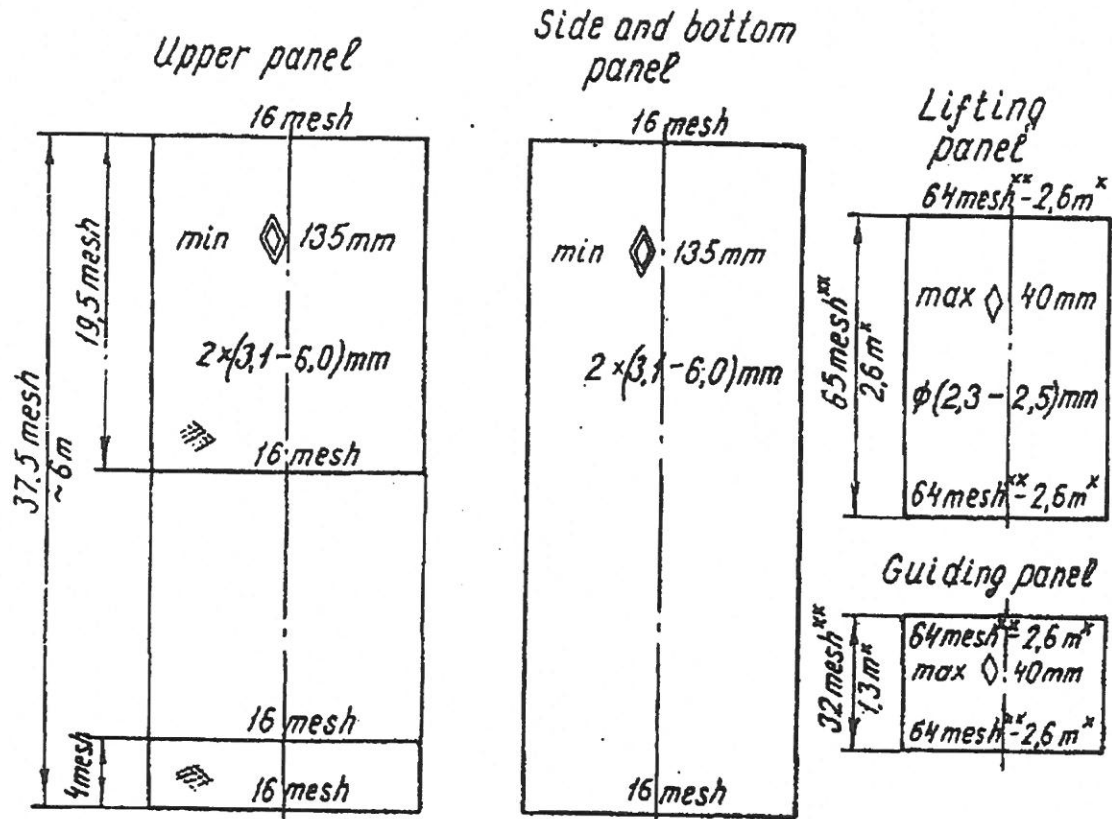 Upper panel
16 mesh
19,5 mesh
37.5 mesh
~6m
min 135mm
2×(3,1-6,0)mm
16 mesh
16 mesh
4mesh
16 mesh
Side and bottom
panel
16 mesh
min 135mm
2×(3,1-6,0)mm
16 mesh
Lifting
panel
64mesh^xx-2,6m^x
65 mesh^xx
2,6m^x
max 40mm
φ(2,3-2,5)mm
64mesh^xx-2,6m^x
Guiding panel
64mesh^xx-2,6m^x
32 mesh^xx
1,3m^x
max 40mm
64mesh^xx-2,6m^x